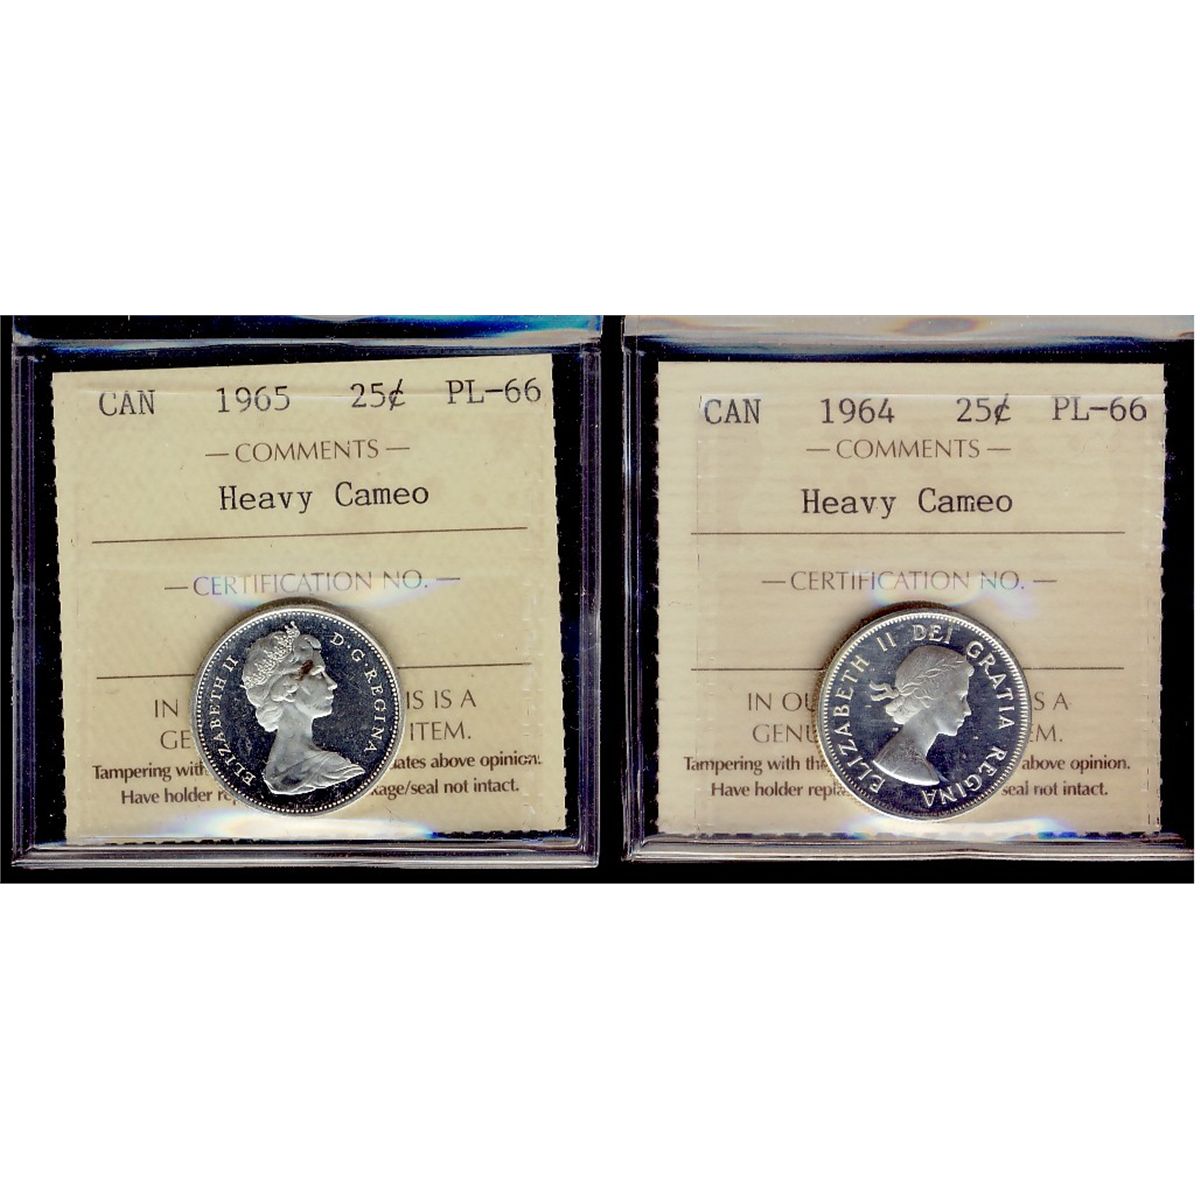 CAN 1965 25¢ PL-66
— COMMENTS —
Heavy Cameo
— CERTIFICATION NO. —
IN IS IS A
GE ITEM.
Tampering with ates above opinion.
Have holder rep kage/seal not intact.
ELIZABETH II D·G·REGINA
CAN 1964 25¢ PL-66
— COMMENTS —
Heavy Cameo
— CERTIFICATION NO. —
IN OU S A
GENU EM.
Tampering with the above opinion.
Have holder repla seal not intact.
ELIZABETH II DEI GRATIA REGINA